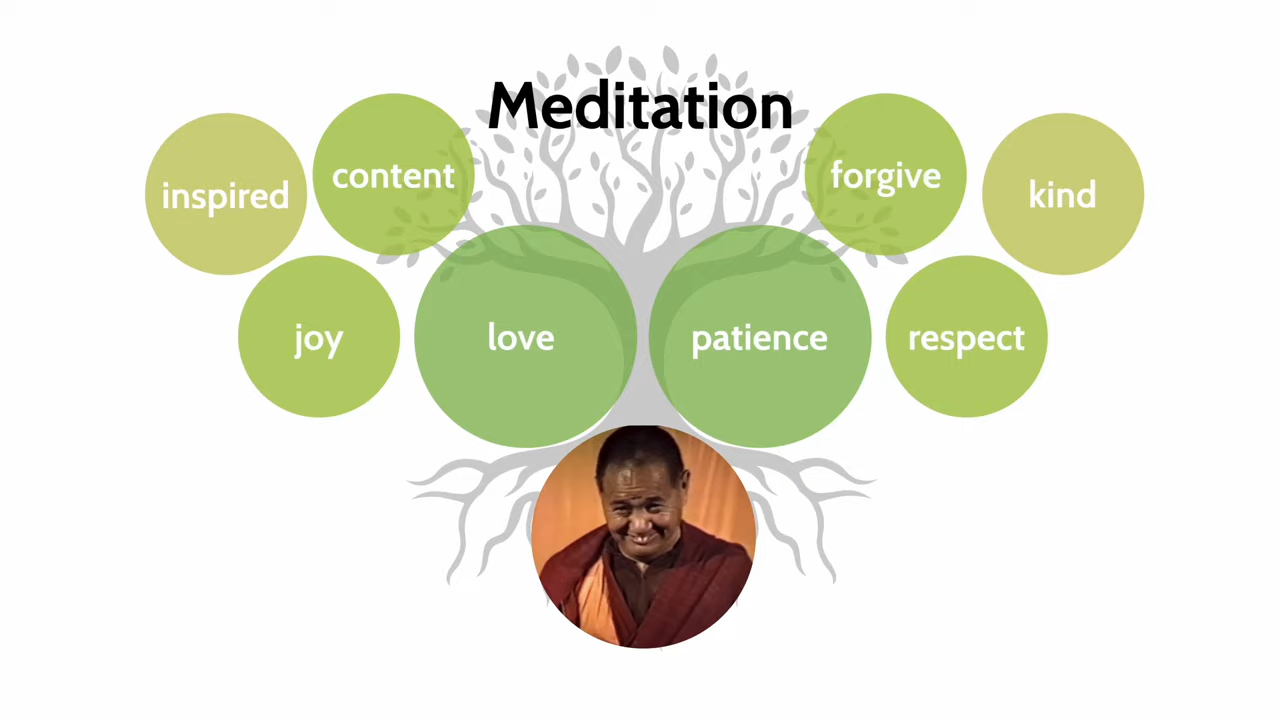 Meditation
inspired
content
forgive
kind
joy
love
patience
respect